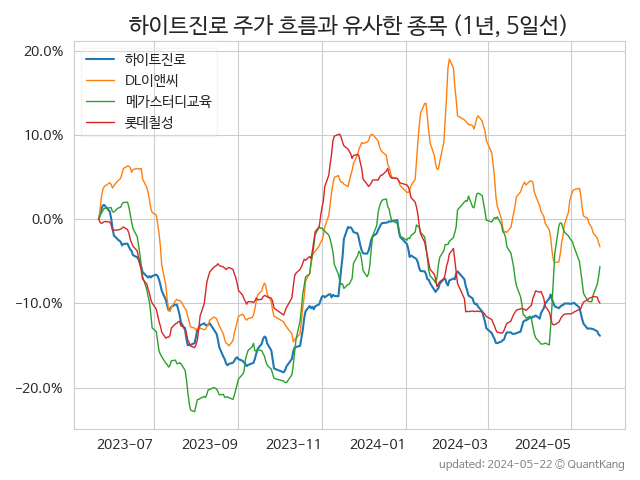 하이트진로 주가 흐름과 유사한 종목 (1년, 5일선)
하이트진로
DL이앤씨
메가스터디교육
롯데칠성
20.0%
10.0%
0.0%
−10.0%
−20.0%
2023-07 2023-09 2023-11 2024-01 2024-03 2024-05
updated: 2024-05-22 © QuantKang